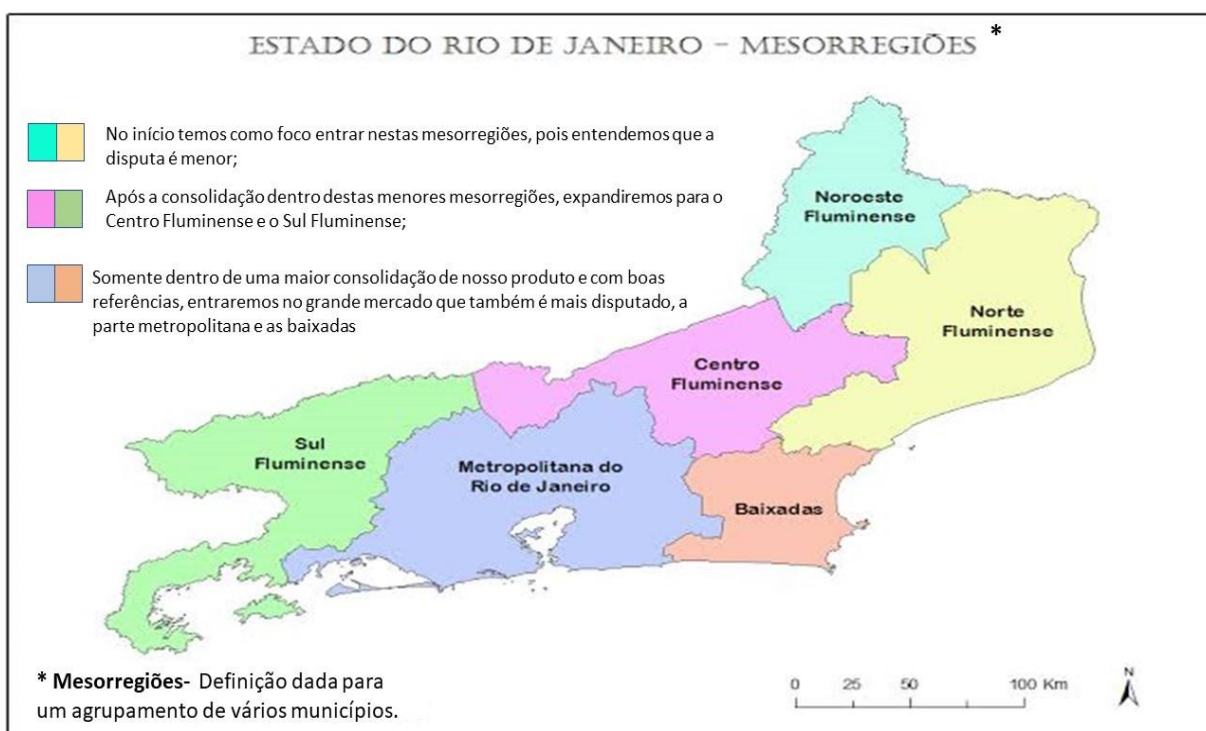 ESTADO DO RIO DE JANEIRO – MESORREGIÕES *
No início temos como foco entrar nestas mesorregiões, pois entendemos que a
disputa é menor;
Após a consolidação dentro destas menores mesorregiões, expandiremos para o
Centro Fluminense e o Sul Fluminense;
Somente dentro de uma maior consolidação de nosso produto e com boas
referências, entraremos no grande mercado que também é mais disputado, a
parte metropolitana e as baixadas
Noroeste
Fluminense
Norte
Fluminense
Centro
Fluminense
Sul
Fluminense
Metropolitana do
Rio de Janeiro
Baixadas
* Mesorregiões- Definição dada para
um agrupamento de vários municípios.
0 25 50 100 Km
N